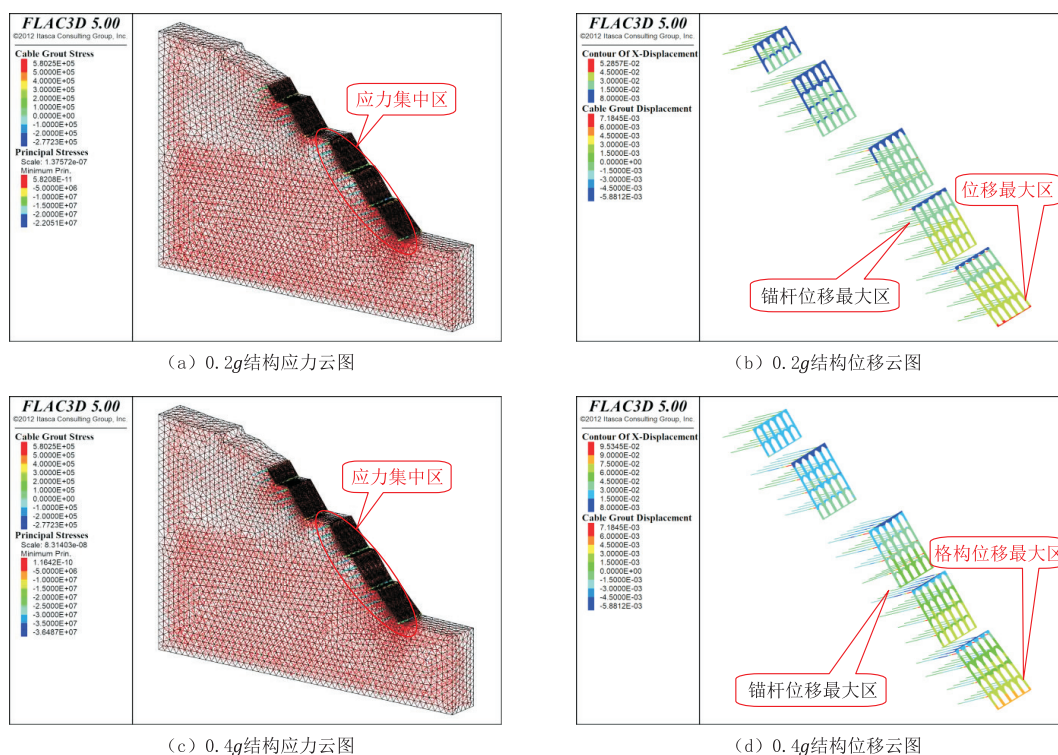 FLAC3D 5.00
©2012 Itasca Consulting Group, Inc.
Cable Grout Stress
5.8025E+05
5.0000E+05
4.0000E+05
3.0000E+05
2.0000E+05
1.0000E+05
0.0000E+00
-1.0000E+05
-2.0000E+05
-2.7723E+05
Principal Stresses
Scale: 1.37572e-07
Minimum Prin.
5.8208E-11
-5.0000E+06
-1.0000E+07
-1.5000E+07
-2.0000E+07
-2.2051E+07
应力集中区
(a) 0.2g结构应力云图
FLAC3D 5.00
©2012 Itasca Consulting Group, Inc.
Contour Of X-Displacement
5.2857E-02
4.5000E-02
3.0000E-02
1.5000E-02
8.0000E-03
Cable Grout Displacement
7.1845E-03
6.0000E-03
4.5000E-03
3.0000E-03
1.5000E-03
0.0000E+00
-1.5000E-03
-3.0000E-03
-4.5000E-03
-5.8812E-03
位移最大区
锚杆位移最大区
(b) 0.2g结构位移云图
FLAC3D 5.00
©2012 Itasca Consulting Group, Inc.
Cable Grout Stress
5.8025E+05
5.0000E+05
4.0000E+05
3.0000E+05
2.0000E+05
1.0000E+05
0.0000E+00
-1.0000E+05
-2.0000E+05
-2.7723E+05
Principal Stresses
Scale: 8.31403e-08
Minimum Prin.
1.1642E-10
-5.0000E+06
-1.0000E+07
-1.5000E+07
-2.0000E+07
-2.5000E+07
-3.0000E+07
-3.5000E+07
-3.6487E+07
应力集中区
(c) 0.4g结构应力云图
FLAC3D 5.00
©2012 Itasca Consulting Group, Inc.
Contour Of X-Displacement
9.5345E-02
9.0000E-02
7.5000E-02
6.0000E-02
4.5000E-02
3.0000E-02
1.5000E-02
8.0000E-03
Cable Grout Displacement
7.1845E-03
6.0000E-03
4.5000E-03
3.0000E-03
1.5000E-03
0.0000E+00
-1.5000E-03
-3.0000E-03
-4.5000E-03
-5.8812E-03
格构位移最大区
锚杆位移最大区
(d) 0.4g结构位移云图